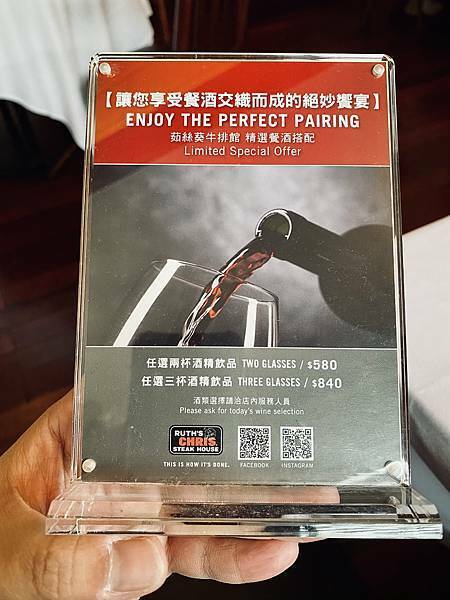 【讓您享受餐酒交織而成的絕妙饗宴】
ENJOY THE PERFECT PAIRING
茹絲葵牛排館 精選餐酒搭配
Limited Special Offer
任選兩杯酒精飲品 TWO GLASSES / $580
任選三杯酒精飲品 THREE GLASSES / $840
酒類選擇請洽店內服務人員
Please ask for today's wine selection
RUTH'S
CHRIS
STEAK HOUSE
THIS IS HOW IT'S DONE.
FACEBOOK
INSTAGRAM